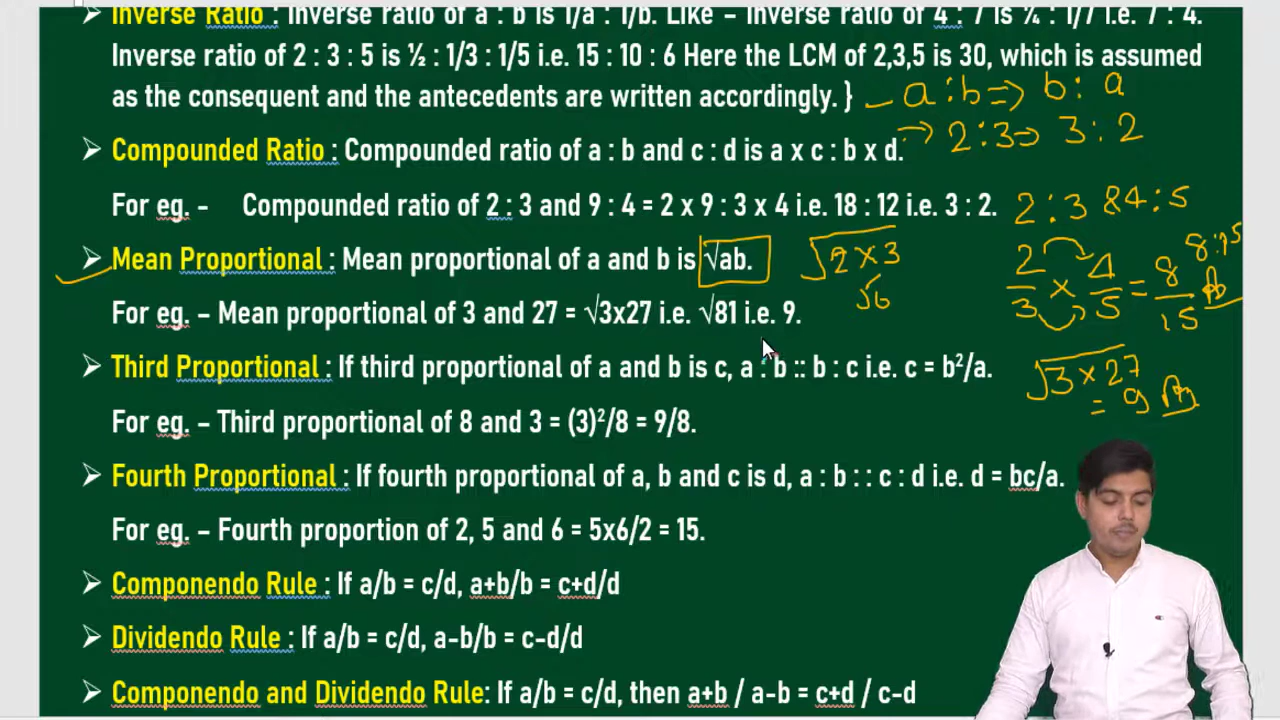 Inverse Ratio : Inverse ratio of a : b is 1/a : 1/b. Like – Inverse ratio of 4 : 7 is ¼ : 1/7 i.e. 7 : 4.
Inverse ratio of 2 : 3 : 5 is ½ : 1/3 : 1/5 i.e. 15 : 10 : 6 Here the LCM of 2,3,5 is 30, which is assumed
as the consequent and the antecedents are written accordingly. }
– a : b => b : a
→ 2 : 3 => 3 : 2
➢ Compounded Ratio : Compounded ratio of a : b and c : d is a x c : b x d.
For eg. - Compounded ratio of 2 : 3 and 9 : 4 = 2 x 9 : 3 x 4 i.e. 18 : 12 i.e. 3 : 2.
2 : 3 & 4 : 5
2/3 x 4/5 = 8/15
8 : 15
➢ Mean Proportional : Mean proportional of a and b is √ab.
√2 x 3
√6
For eg. – Mean proportional of 3 and 27 = √3x27 i.e. √81 i.e. 9.
➢ Third Proportional : If third proportional of a and b is c, a : b :: b : c i.e. c = b²/a.
√3 x 27
= 9
For eg. – Third proportional of 8 and 3 = (3)²/8 = 9/8.
➢ Fourth Proportional : If fourth proportional of a, b and c is d, a : b : : c : d i.e. d = bc/a.
For eg. – Fourth proportion of 2, 5 and 6 = 5x6/2 = 15.
➢ Componendo Rule : If a/b = c/d, a+b/b = c+d/d
➢ Dividendo Rule : If a/b = c/d, a-b/b = c-d/d
➢ Componendo and Dividendo Rule: If a/b = c/d, then a+b / a-b = c+d / c-d